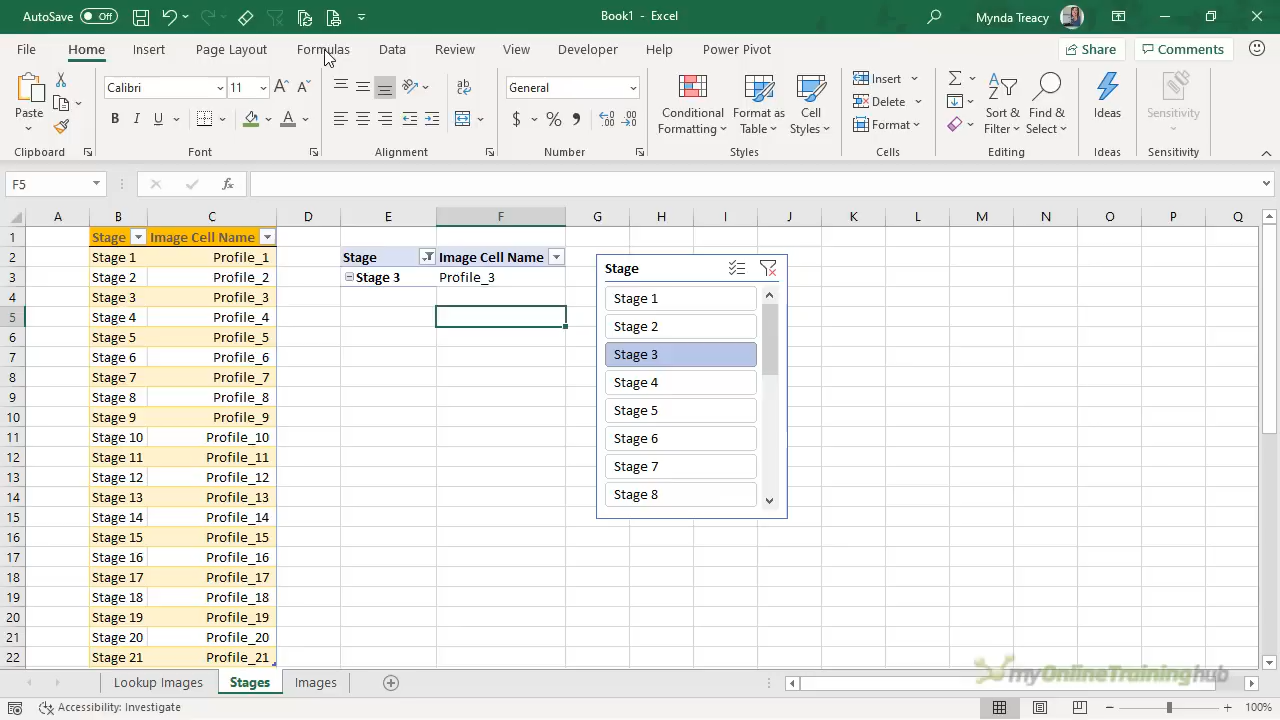 AutoSave Off Book1 - Excel Mynda Treacy
File Home Insert Page Layout Formulas Data Review View Developer Help Power Pivot Share Comments
Paste
Clipboard
Calibri 11
B I U A
Font
Alignment
General
$ % ,
Number
Conditional Formatting
Format as Table
Cell Styles
Styles
Insert
Delete
Format
Cells
Sort & Filter
Find & Select
Editing
Ideas
Ideas
Sensitivity
Sensitivity
F5 fx
A B C D E F G H I J K L M N O P Q
1 Stage Image Cell Name
2 Stage 1 Profile_1 Stage Image Cell Name
3 Stage 2 Profile_2 Stage 3 Profile_3
4 Stage 3 Profile_3
5 Stage 4 Profile_4
6 Stage 5 Profile_5
7 Stage 6 Profile_6
8 Stage 7 Profile_7
9 Stage 8 Profile_8
10 Stage 9 Profile_9
11 Stage 10 Profile_10
12 Stage 11 Profile_11
13 Stage 12 Profile_12
14 Stage 13 Profile_13
15 Stage 14 Profile_14
16 Stage 15 Profile_15
17 Stage 16 Profile_16
18 Stage 17 Profile_17
19 Stage 18 Profile_18
20 Stage 19 Profile_19
21 Stage 20 Profile_20
22 Stage 21 Profile_21
Stage
Stage 1
Stage 2
Stage 3
Stage 4
Stage 5
Stage 6
Stage 7
Stage 8
Lookup Images Stages Images
myOnlineTraininghub
Accessibility: Investigate 100%